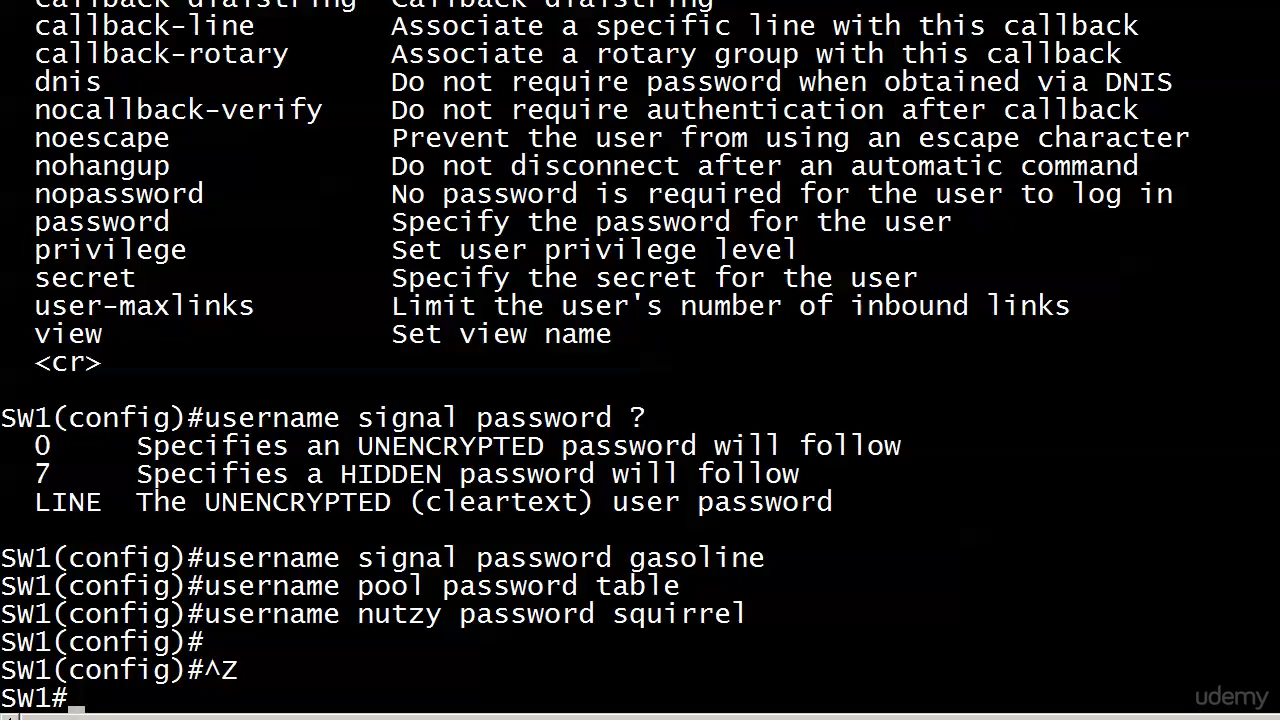 callback-dialstring Callback dialstring
callback-line Associate a specific line with this callback
callback-rotary Associate a rotary group with this callback
dnis Do not require password when obtained via DNIS
nocallback-verify Do not require authentication after callback
noescape Prevent the user from using an escape character
nohangup Do not disconnect after an automatic command
nopassword No password is required for the user to log in
password Specify the password for the user
privilege Set user privilege level
secret Specify the secret for the user
user-maxlinks Limit the user's number of inbound links
view Set view name
<cr>
SW1(config)#username signal password ?
0 Specifies an UNENCRYPTED password will follow
7 Specifies a HIDDEN password will follow
LINE The UNENCRYPTED (cleartext) user password
SW1(config)#username signal password gasoline
SW1(config)#username pool password table
SW1(config)#username nutzy password squirrel
SW1(config)#
SW1(config)#^Z
SW1#
udemy